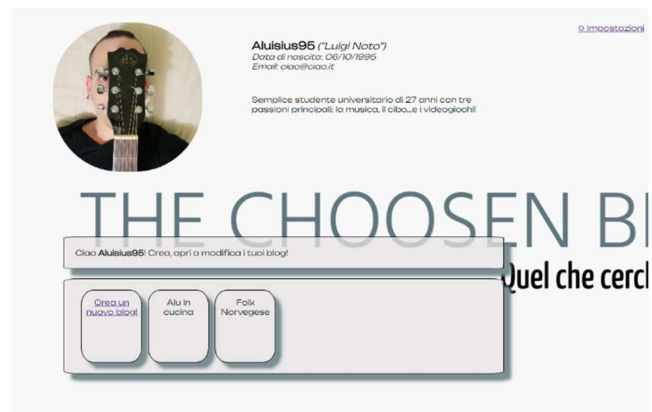 ⚙ Impostazioni
Aluisius95 ("Luigi Noto")
Data di nascita: 06/10/1995
Email: ciao@ciao.it
Semplice studente universitario di 27 anni con tre
passioni principali: la musica, il cibo...e i videogiochi!
THE CHOOSEN BL
Ciao Aluisius95! Crea, apri o modifica i tuoi blog!
Quel che cerc
Crea un
nuovo blog!
Alu in
cucina
Folk
Norvegese